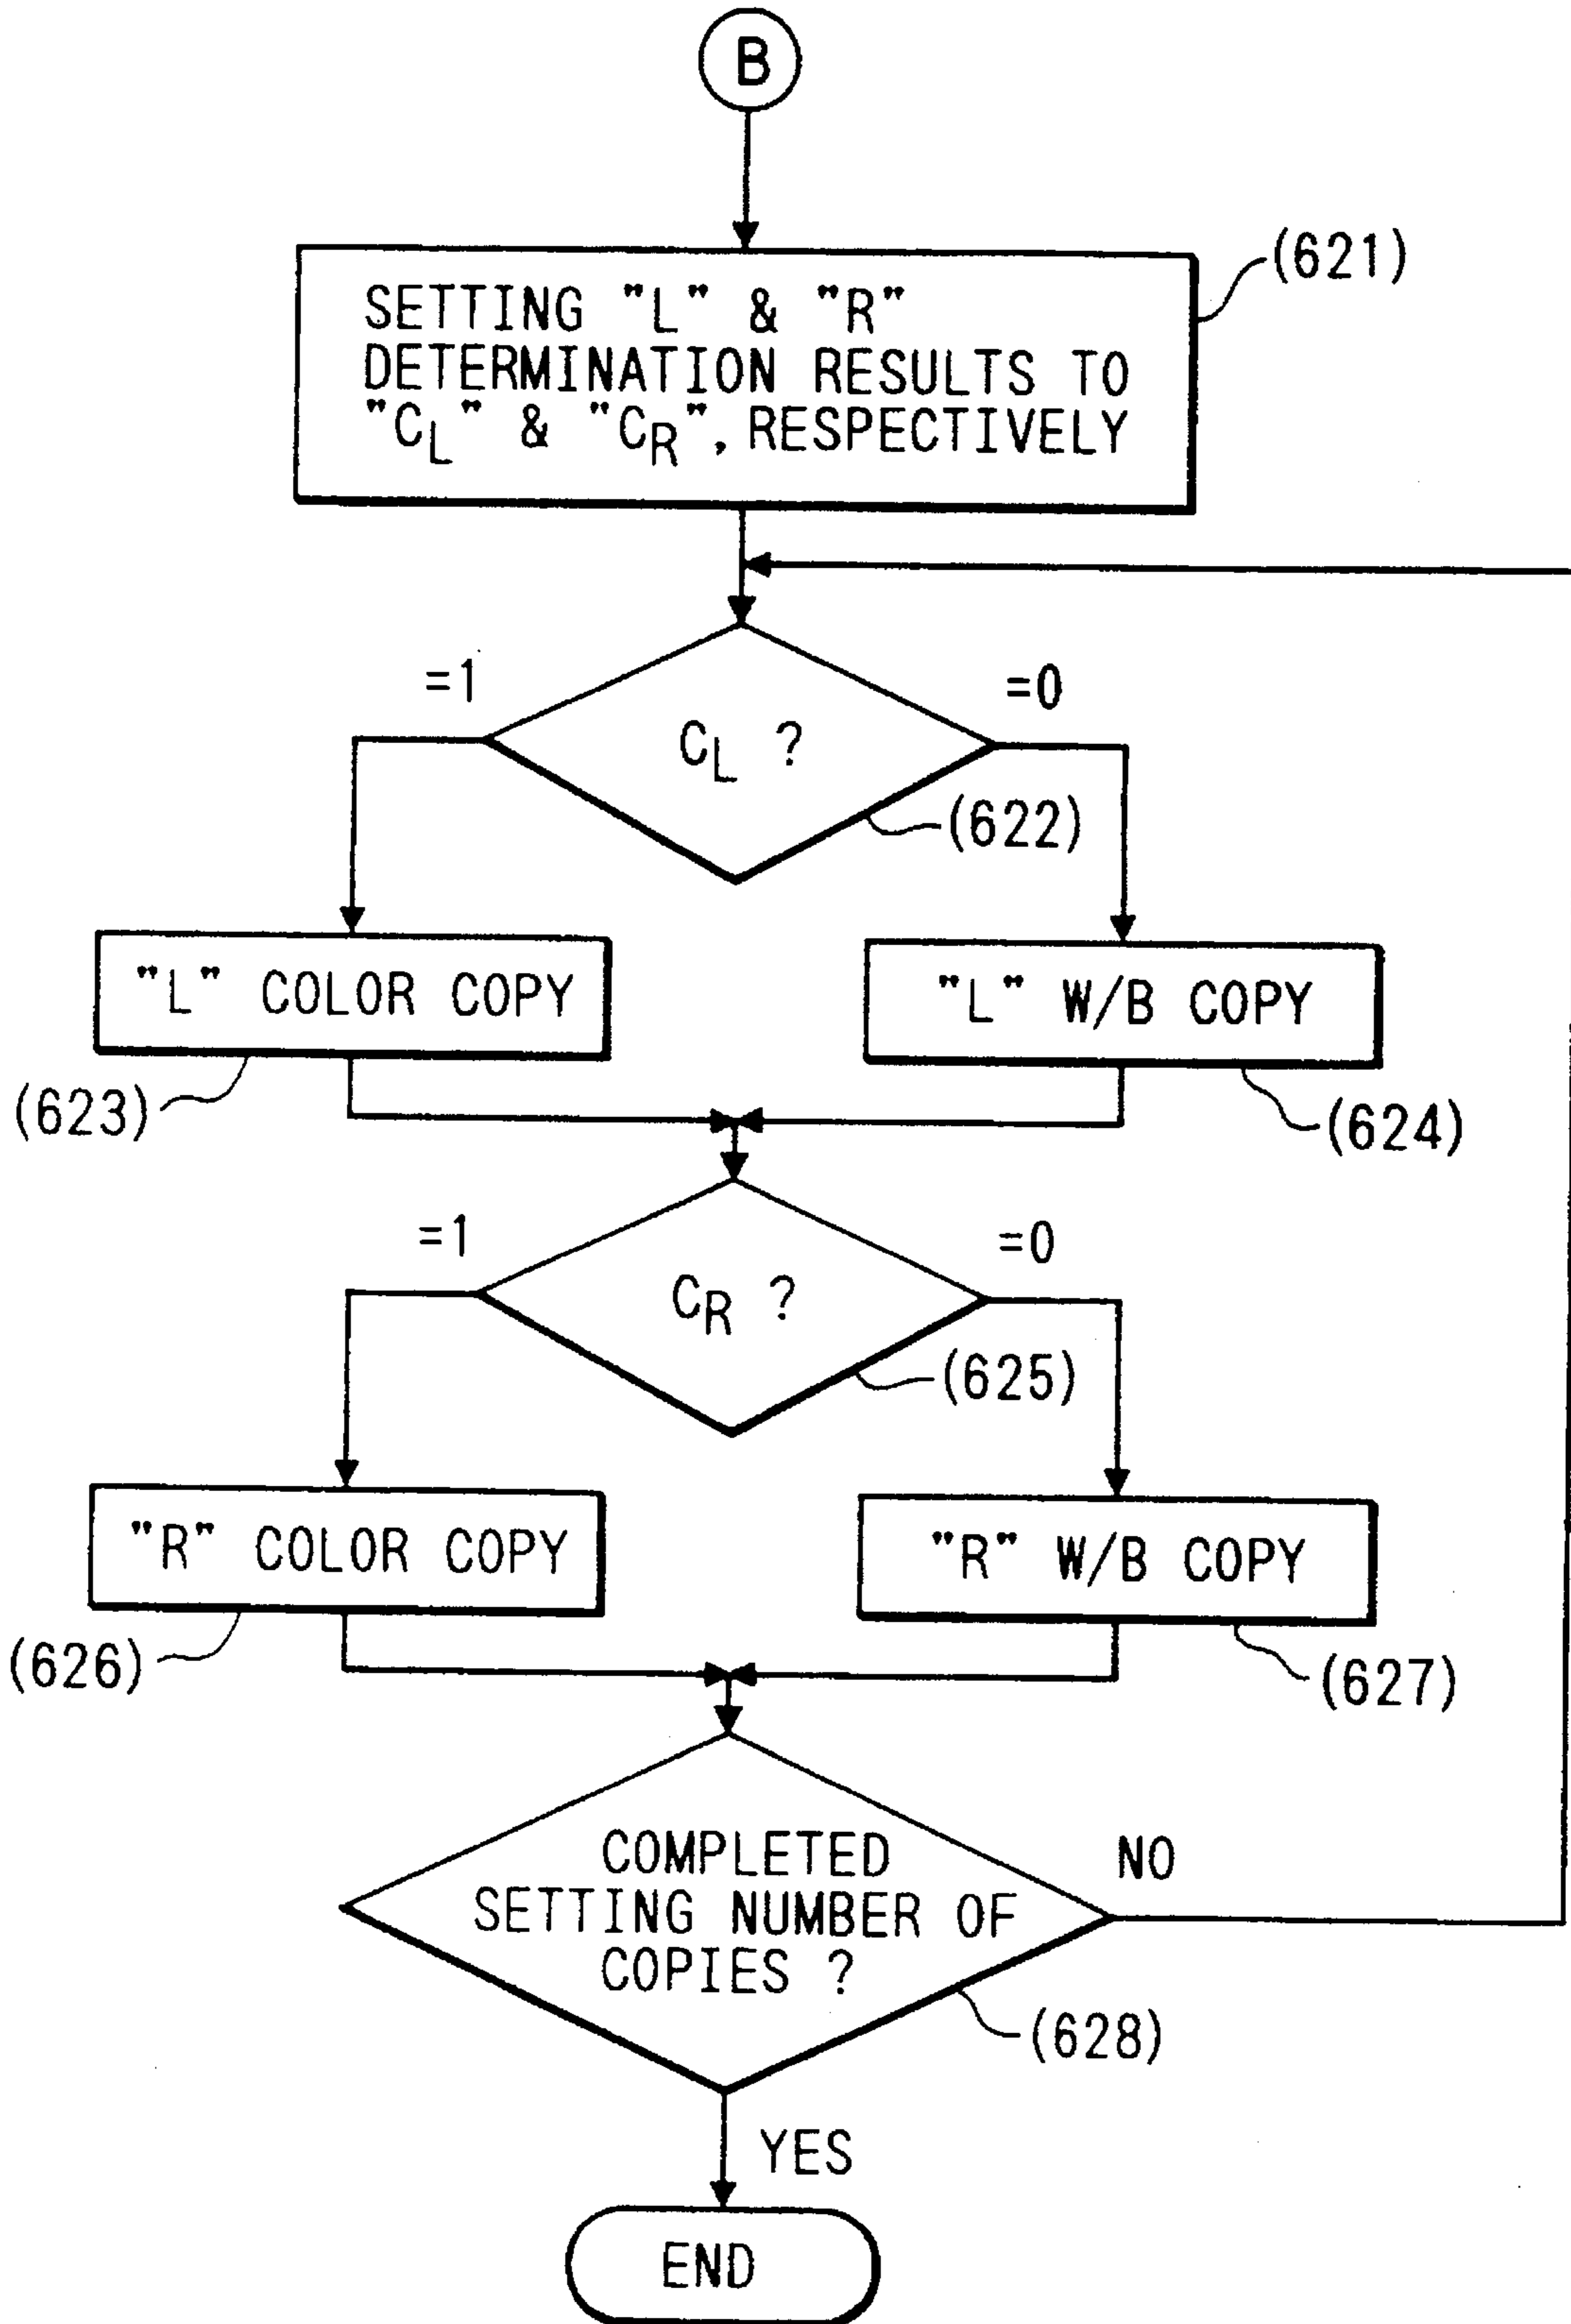 B
(621)
SETTING "L" & "R"
DETERMINATION RESULTS TO
"CL" & "CR", RESPECTIVELY
=1
=0
CL ?
(622)
"L" COLOR COPY
"L" W/B COPY
(623)
(624)
=1
=0
CR ?
(625)
"R" COLOR COPY
"R" W/B COPY
(626)
(627)
COMPLETED
SETTING NUMBER OF
COPIES ?
NO
(628)
YES
END